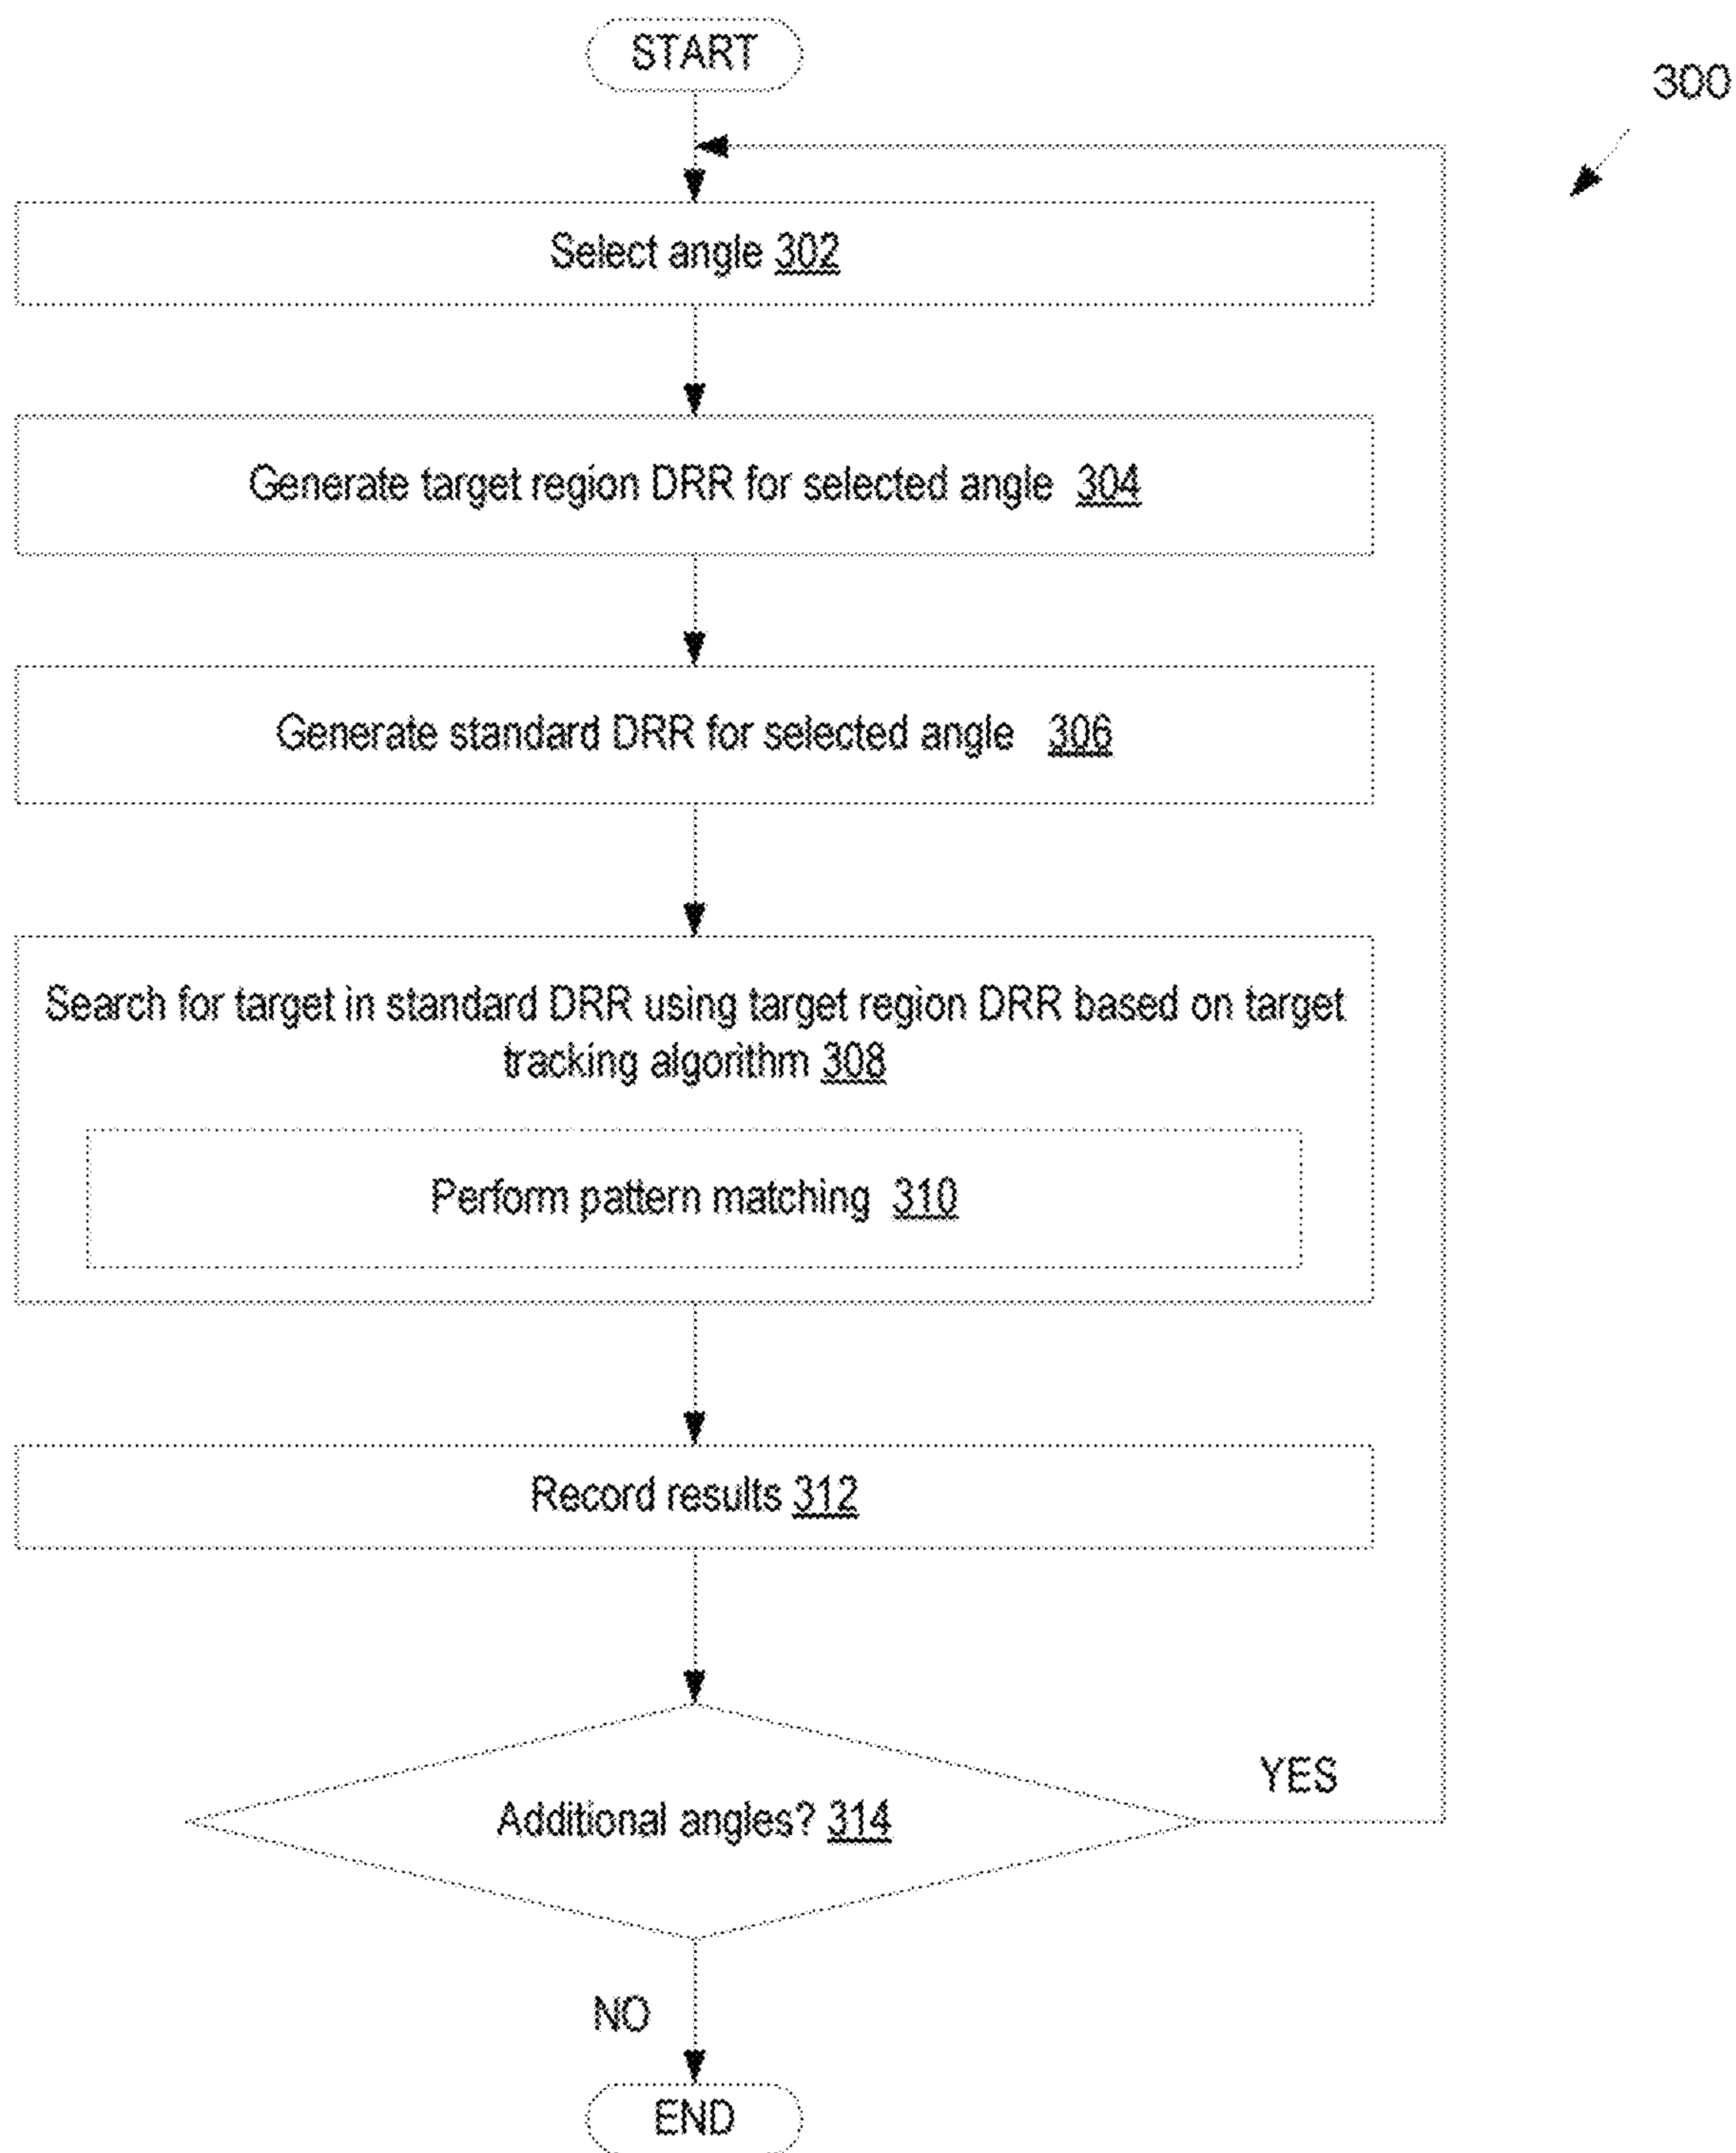 START
300
Select angle 302
Generate target region DRR for selected angle 304
Generate standard DRR for selected angle 306
Search for target in standard DRR using target region DRR based on target
tracking algorithm 308
Perform pattern matching 310
Record results 312
YES
Additional angles? 314
NO
END